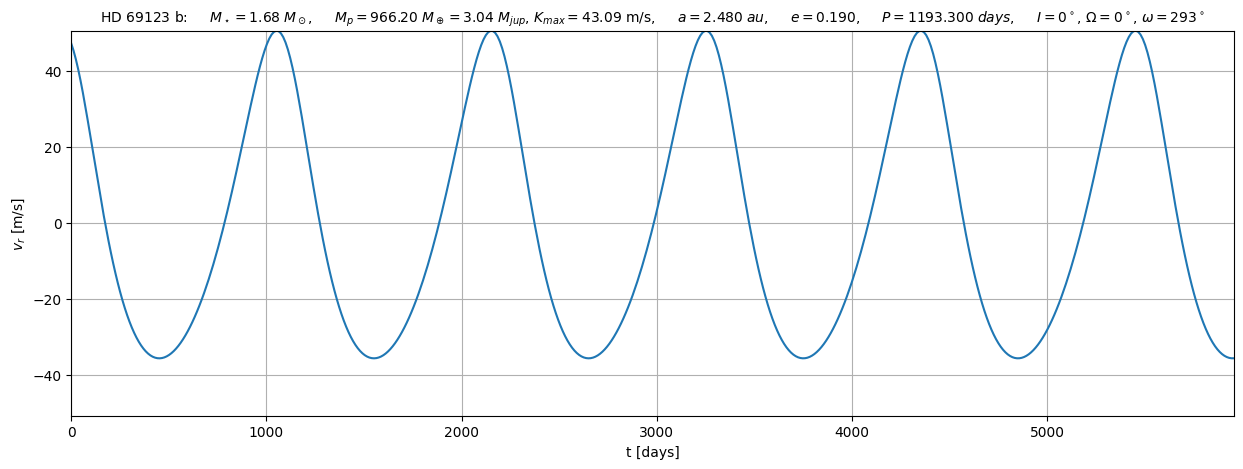 HD 69123 b: M⋆ = 1.68 M⊙, Mp = 966.20 M⊕ = 3.04 Mjup, Kmax = 43.09 m/s, a = 2.480 au, e = 0.190, P = 1193.300 days, I = 0°, Ω = 0°, ω = 293°
40
20
0
−20
−40
vr [m/s]
0 1000 2000 3000 4000 5000
t [days]